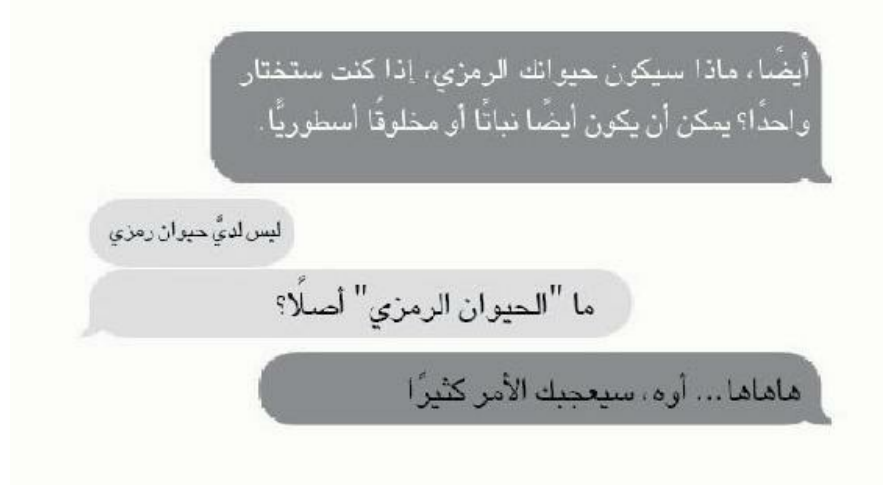 أيضًا، ماذا سيكون حيوانك الرمزي، إذا كنت ستختار
واحدًا؟ يمكن أن يكون أيضًا نباتًا أو مخلوقًا أسطوريًّا.
ليس لديَّ حيوان رمزي
ما "الحيوان الرمزي" أصلًا؟
هاهاها... أوه، سيعجبك الأمر كثيرًا